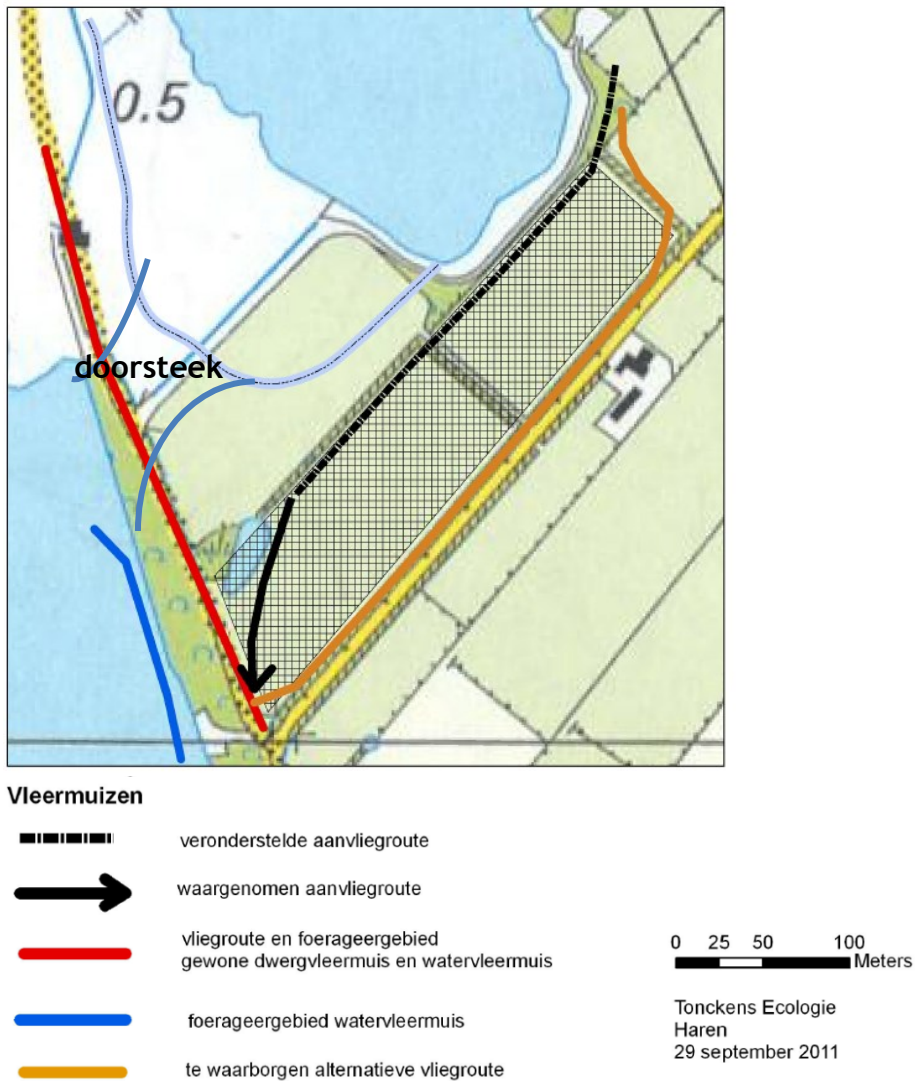 0.5
doorsteek
Vleermuizen
veronderstelde aanvliegroute
waargenomen aanvliegroute
vliegroute en foerageergebied
gewone dwergvleermuis en watervleermuis
foerageergebied watervleermuis
te waarborgen alternatieve vliegroute
0 25 50 100
Meters
Tonckens Ecologie
Haren
29 september 2011